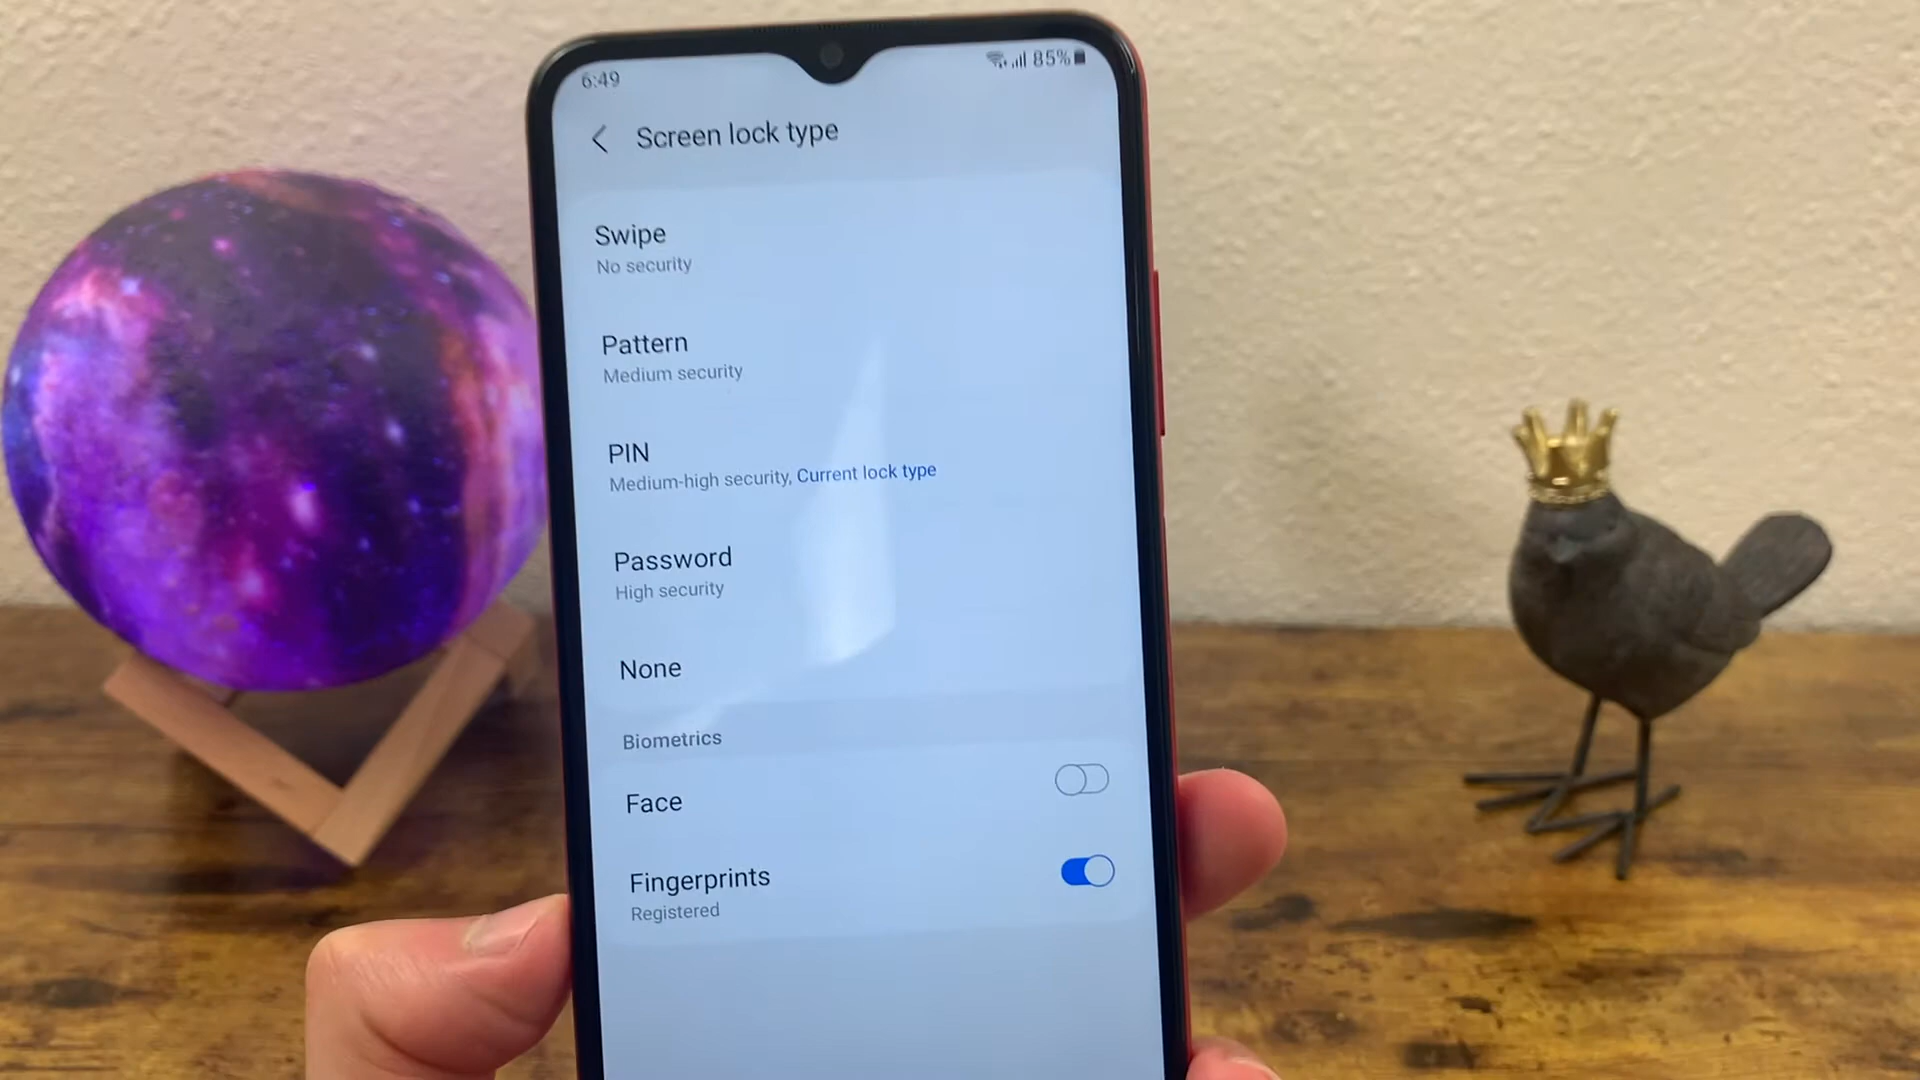 6:49
85%
Screen lock type
Swipe
No security
Pattern
Medium security
PIN
Medium-high security, Current lock type
Password
High security
None
Biometrics
Face
Fingerprints
Registered